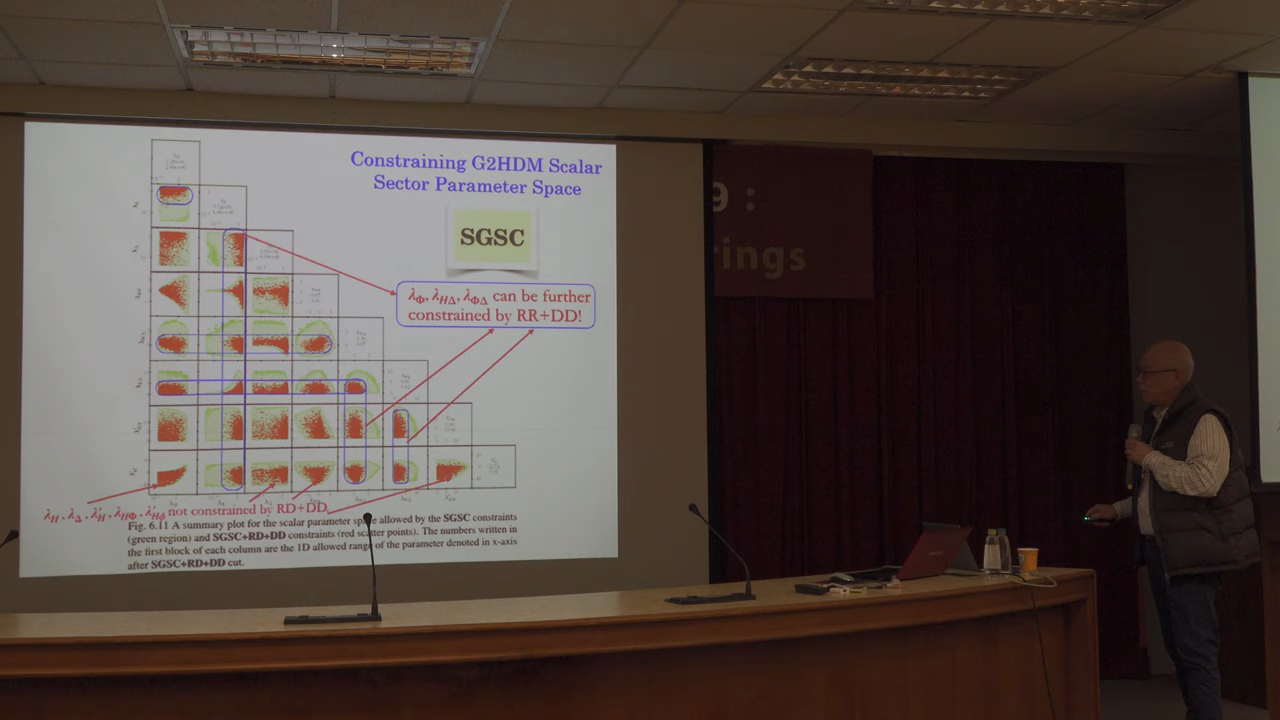 Constraining G2HDM Scalar
Sector Parameter Space
SGSC
λΦ, λHΔ, λΦΔ can be further
constrained by RR+DD!
λH, λΔ, λ′H, λHΦ, λ′HΦ not constrained by RD+DD
Fig. 6.11 A summary plot for the scalar parameter space allowed by the SGSC constraints
(green region) and SGSC+RD+DD constraints (red scatter points). The numbers written in
the first block of each column are the 1D allowed range of the parameter denoted in x-axis
after SGSC+RD+DD cut.
9 :
rings